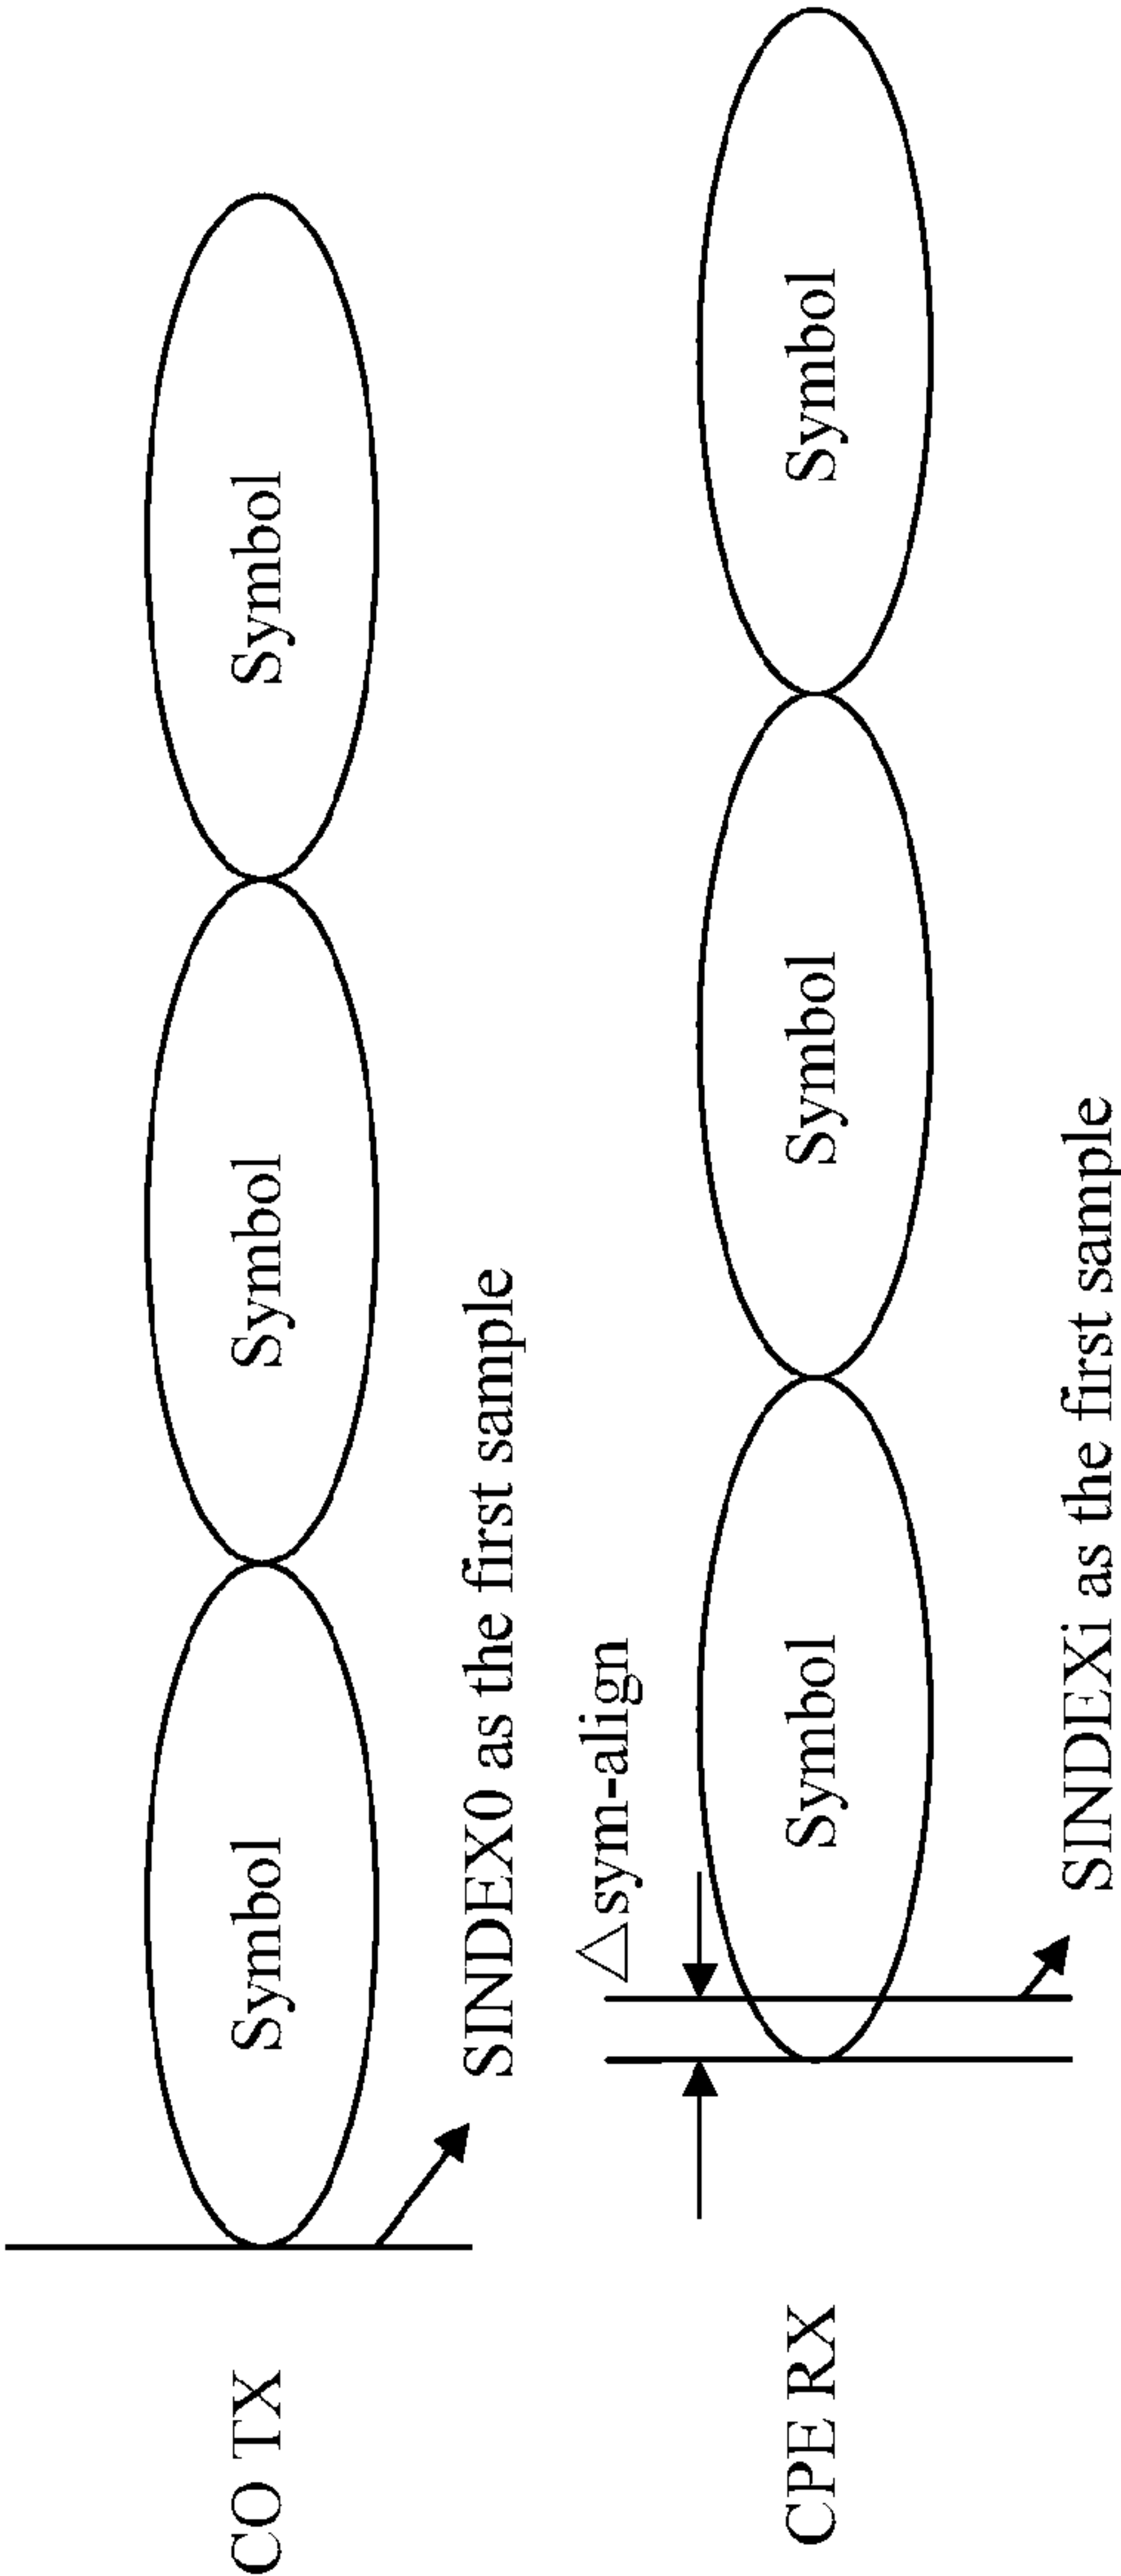 CO TX
Symbol
Symbol
Symbol
SINDEX0 as the first sample
△sym-align
CPE RX
Symbol
Symbol
Symbol
SINDEXi as the first sample